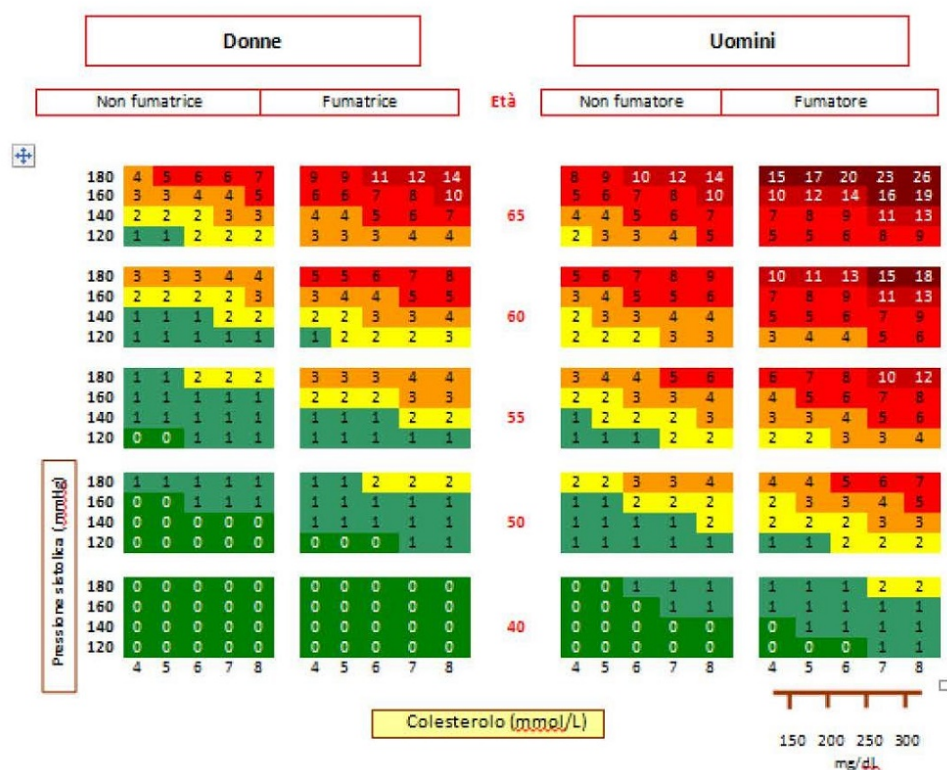 Donne Uomini
Non fumatrice Fumatrice Età Non fumatore Fumatore
180 4 5 6 6 7 9 9 11 12 14 8 9 10 12 14 15 17 20 23 26
160 3 3 4 4 5 6 6 7 8 10 5 6 7 8 10 10 12 14 16 19
140 2 2 2 3 3 4 4 5 6 7 65 4 4 5 6 7 7 8 9 11 13
120 1 1 2 2 2 3 3 3 4 4 2 3 3 4 5 5 5 6 8 9
180 3 3 3 4 4 5 5 6 7 8 5 6 7 8 9 10 11 13 15 18
160 2 2 2 2 3 3 4 4 5 5 3 4 5 5 6 7 8 9 11 13
140 1 1 1 2 2 2 2 3 3 4 60 2 3 3 4 4 5 5 6 7 9
120 1 1 1 1 1 1 2 2 2 3 2 2 2 3 3 3 4 4 5 6
180 1 1 2 2 2 3 3 3 4 4 3 4 4 5 6 6 7 8 10 12
160 1 1 1 1 1 2 2 2 3 3 2 2 3 3 4 4 5 6 7 8
140 1 1 1 1 1 1 1 1 2 2 55 1 2 2 2 3 3 3 4 5 6
120 0 0 1 1 1 1 1 1 1 1 1 1 1 2 2 2 2 3 3 4
180 1 1 1 1 1 1 1 2 2 2 2 2 3 3 4 4 4 5 6 7
160 0 0 1 1 1 1 1 1 1 1 1 1 2 2 2 2 3 3 4 5
140 0 0 0 0 0 1 1 1 1 1 50 1 1 1 1 2 2 2 2 3 3
120 0 0 0 0 0 0 0 0 1 1 1 1 1 1 1 1 1 2 2 2
180 0 0 0 0 0 0 0 0 0 0 0 0 1 1 1 1 1 1 2 2
160 0 0 0 0 0 0 0 0 0 0 0 0 0 1 1 1 1 1 1 1
140 0 0 0 0 0 0 0 0 0 0 40 0 0 0 0 0 0 1 1 1 1
120 0 0 0 0 0 0 0 0 0 0 0 0 0 0 0 0 0 0 1 1
4 5 6 7 8 4 5 6 7 8 4 5 6 7 8 4 5 6 7 8
Pressione sistolica (mmHg)
Colesterolo (mmol/L)
150 200 250 300
mg/dL